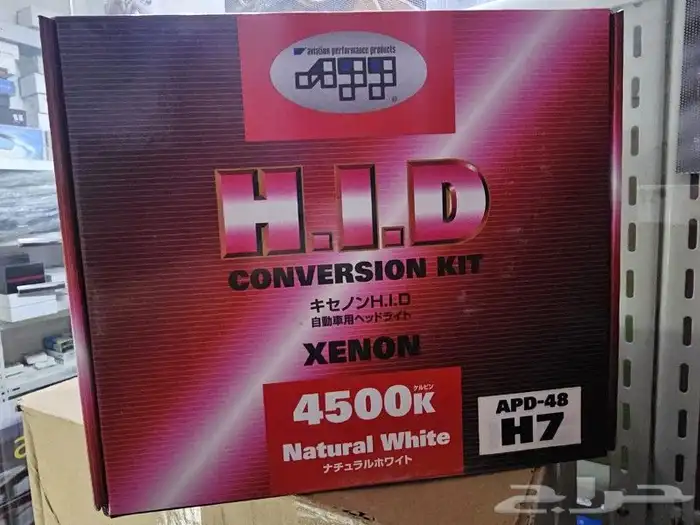 aviation performance products
app
H.I.D
CONVERSION KIT
キセノンH.I.D
自動車用ヘッドライト
XENON
ケルビン
4500K
Natural White
ナチュラルホワイト
APD-48
H7
حراج